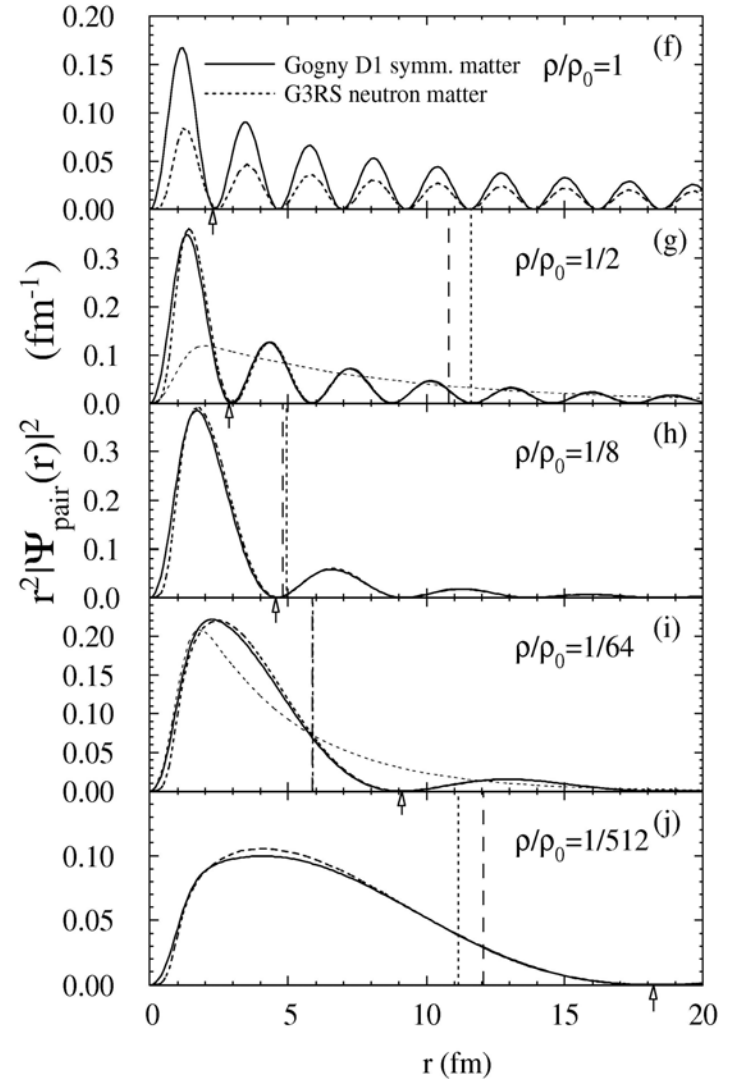 r²|Ψpair(r)|² (fm⁻¹)
0.20
0.15
0.10
0.05
0.00
Gogny D1 symm. matter
G3RS neutron matter
ρ/ρ₀=1
(f)
0.3
0.2
0.1
0.0
ρ/ρ₀=1/2
(g)
0.3
0.2
0.1
0.0
ρ/ρ₀=1/8
(h)
0.20
0.15
0.10
0.05
0.00
ρ/ρ₀=1/64
(i)
0.10
0.05
0.00
ρ/ρ₀=1/512
(j)
0 5 10 15 20
r (fm)